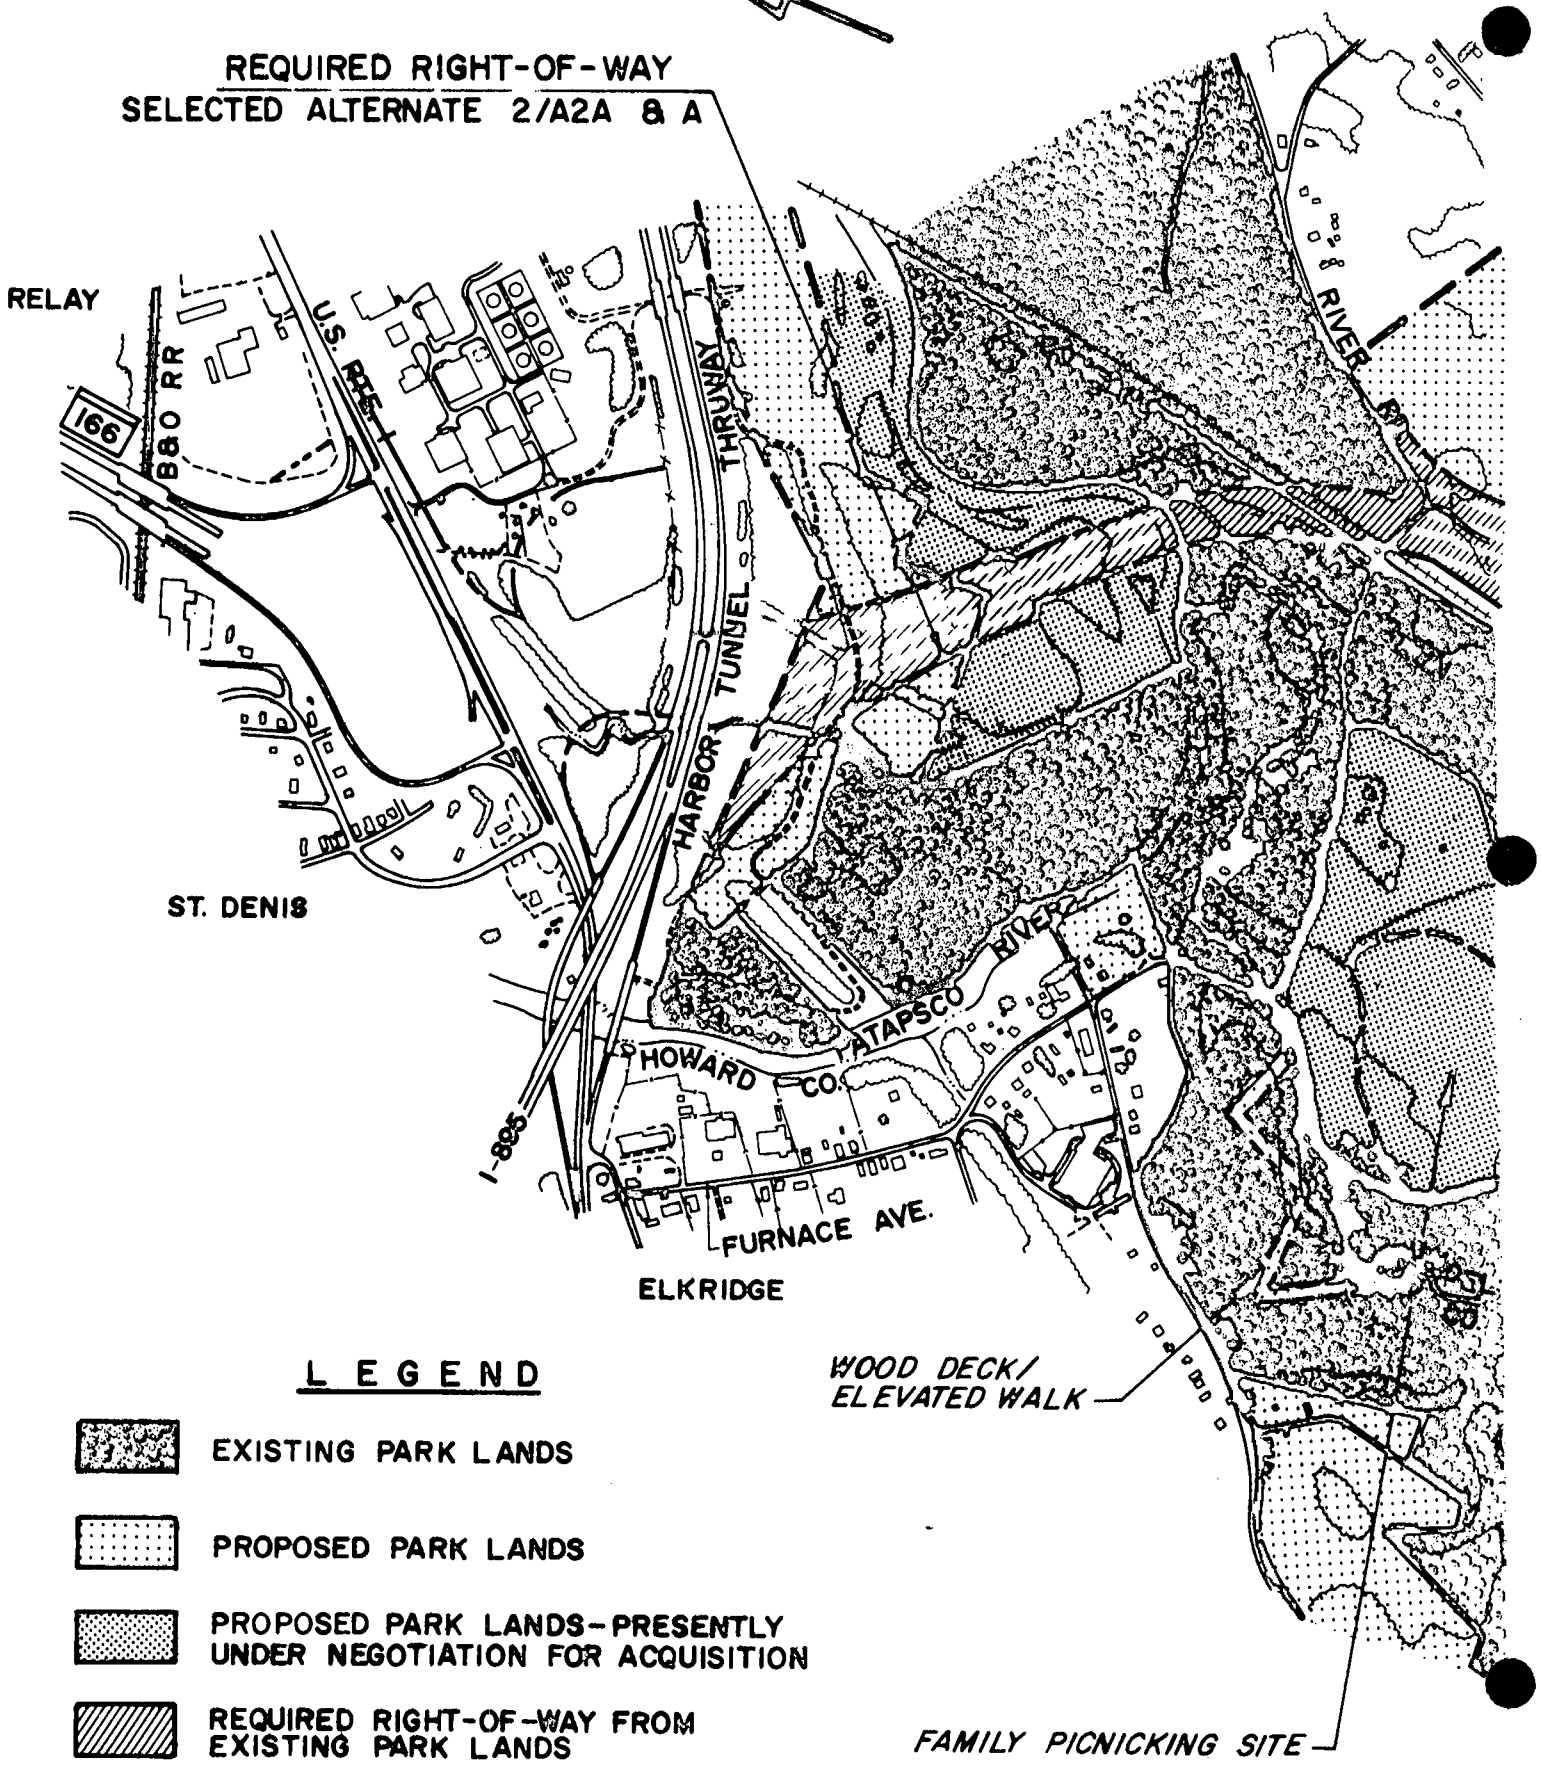 REQUIRED RIGHT-OF-WAY
SELECTED ALTERNATE 2/A2A & A
RELAY
B&O RR
166
U.S. RTE. 1
HARBOR TUNNEL THRUWAY
RIVER
RD.
ST. DENIS
PATAPSCO RIVER
HOWARD CO.
I-895
FURNACE AVE.
ELKRIDGE
WOOD DECK/
ELEVATED WALK
LEGEND
EXISTING PARK LANDS
PROPOSED PARK LANDS
PROPOSED PARK LANDS-PRESENTLY
UNDER NEGOTIATION FOR ACQUISITION
REQUIRED RIGHT-OF-WAY FROM
EXISTING PARK LANDS
FAMILY PICNICKING SITE